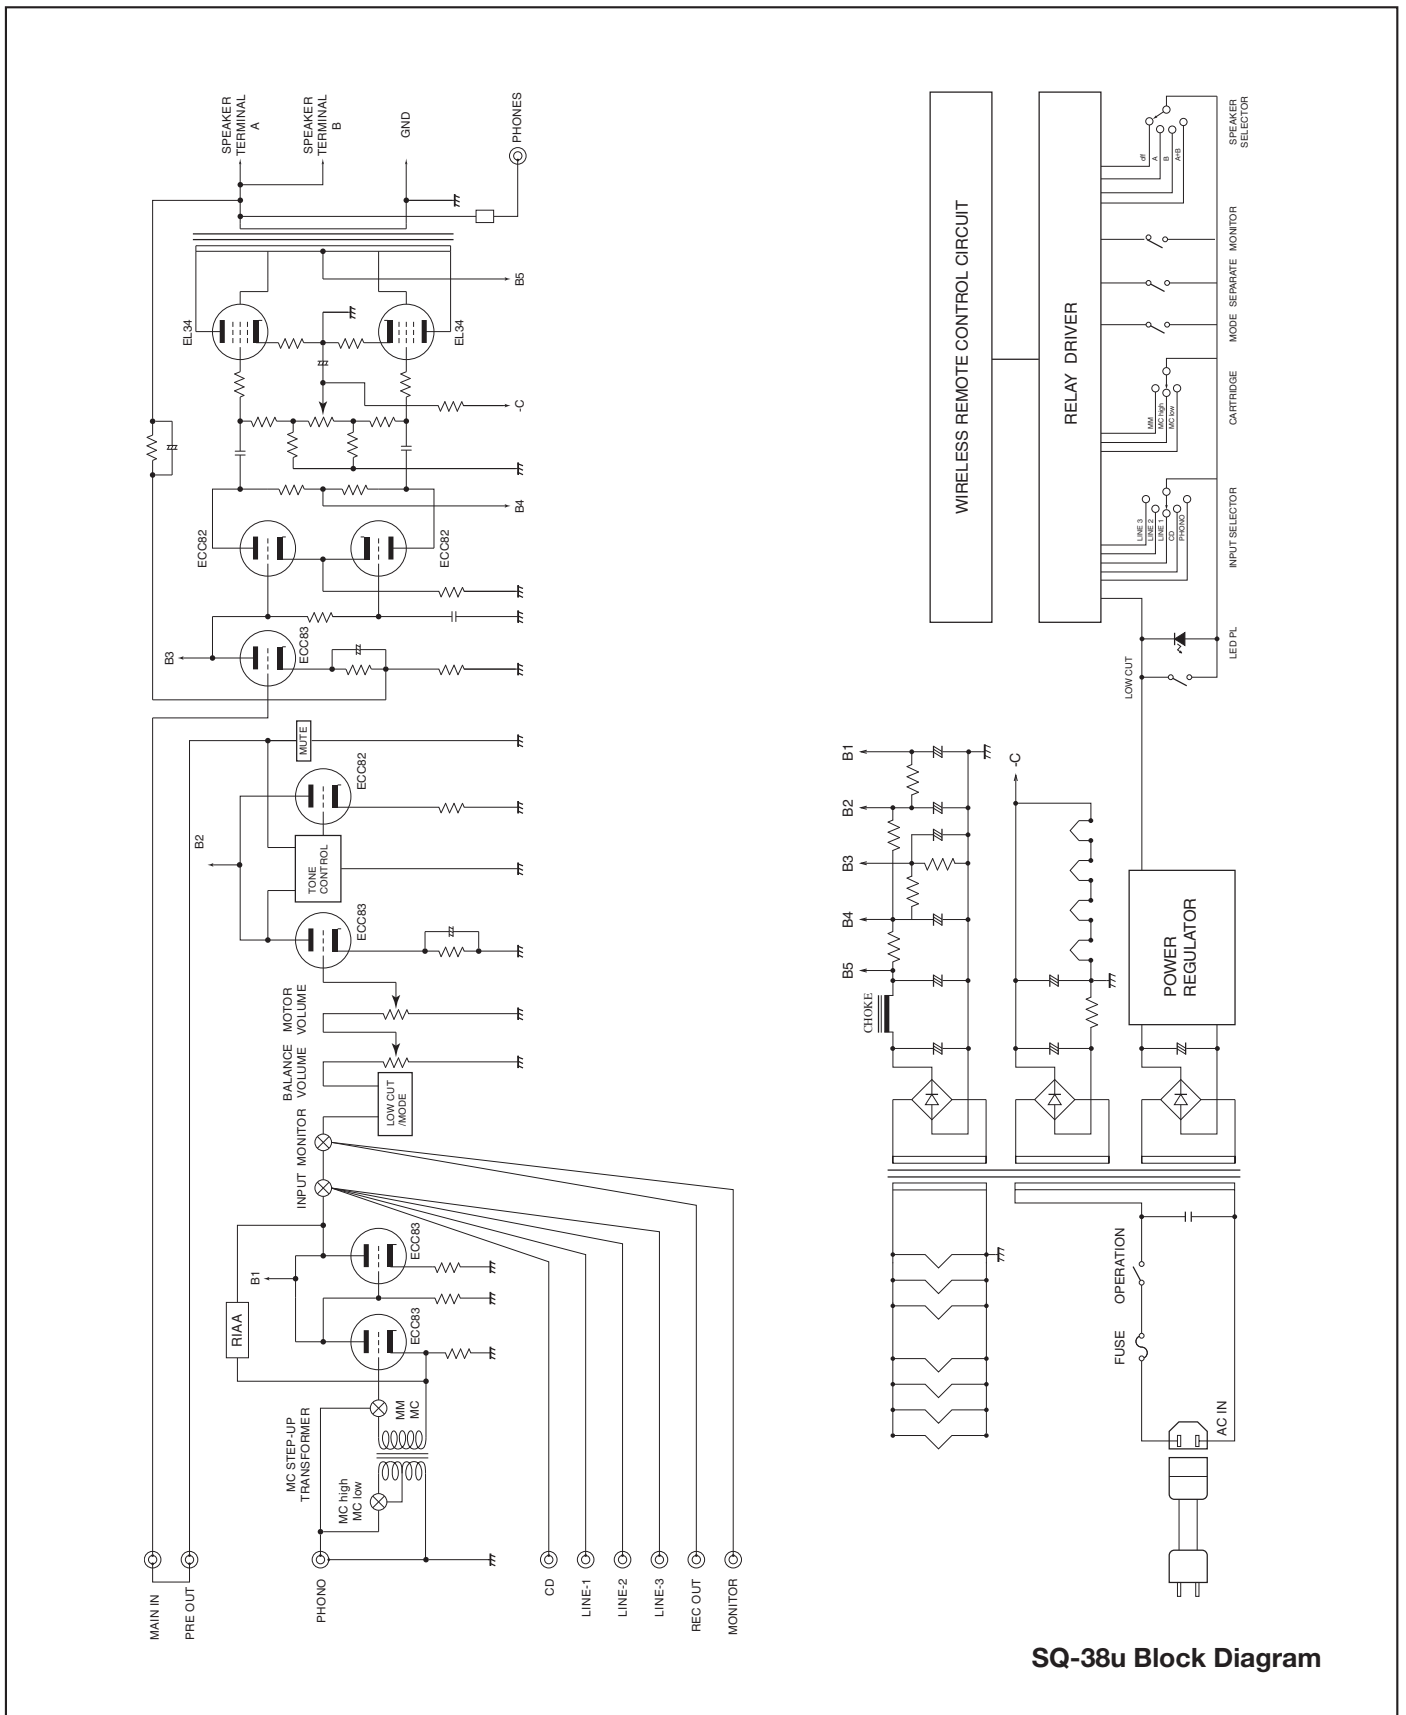 SPEAKER
TERMINAL
A
SPEAKER
TERMINAL
B
GND
PHONES
EL34
EL34
B5
-C
B4
ECC82
ECC82
B3
ECC83
MUTE
ECC82
B2
TONE
CONTROL
ECC83
MOTOR
VOLUME
BALANCE
VOLUME
LOW CUT
/MODE
MONITOR
INPUT
ECC83
B1
RIAA
ECC83
MM
MC
MC STEP-UP
TRANSFORMER
MC high
MC low
MAIN IN
PRE OUT
PHONO
CD
LINE-1
LINE-2
LINE-3
REC OUT
MONITOR
WIRELESS REMOTE CONTROL CIRCUIT
RELAY DRIVER
off
A
B
A+B
SPEAKER
SELECTOR
MONITOR
SEPARATE
MODE
MM
MC high
MC low
CARTRIDGE
LINE 3
LINE 2
LINE 1
CD
PHONO
INPUT SELECTOR
LED PL
LOW CUT
B1
B2
B3
B4
B5
CHOKE
-C
POWER
REGULATOR
OPERATION
FUSE
AC IN
SQ-38u Block Diagram